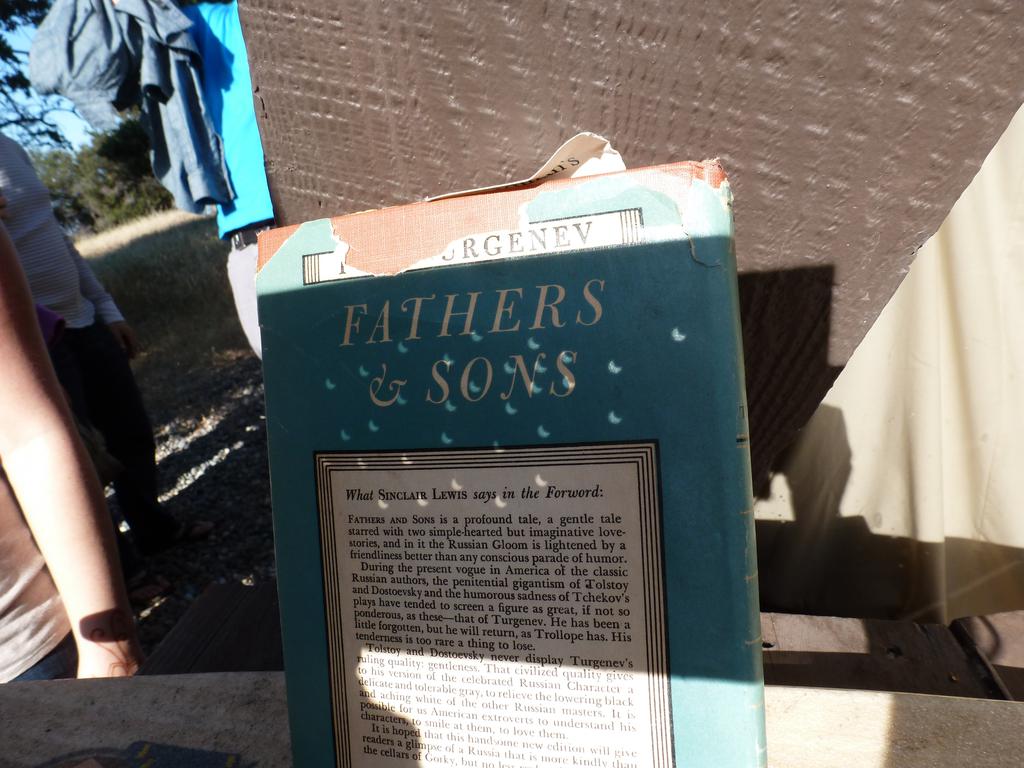 URGENEV
FATHERS
& SONS
What SINCLAIR LEWIS says in the Forword:
FATHERS AND SONS is a profound tale, a gentle tale
starred with two simple-hearted but imaginative love-
stories, and in it the Russian Gloom is lightened by a
friendliness better than any conscious parade of humor.
During the present vogue in America of the classic
Russian authors, the penitential gigantism of Tolstoy
and Dostoevsky and the humorous sadness of Tchekov's
plays have tended to screen a figure as great, if not so
ponderous, as these—that of Turgenev. He has been a
little forgotten, but he will return, as Trollope has. His
tenderness is too rare a thing to lose.
Tolstoy and Dostoevsky never display Turgenev's
ruling quality: gentleness. That civilized quality gives
to his version of the celebrated Russian Character a
delicate and tolerable gray, to relieve the lowering black
and aching white of the other Russian masters. It is
possible for us American extroverts to understand his
characters, to smile at them, to love them.
It is hoped that this handsome new edition will give
readers a glimpse of a Russia that is more kindly than
the cellars of Gorky, but no less